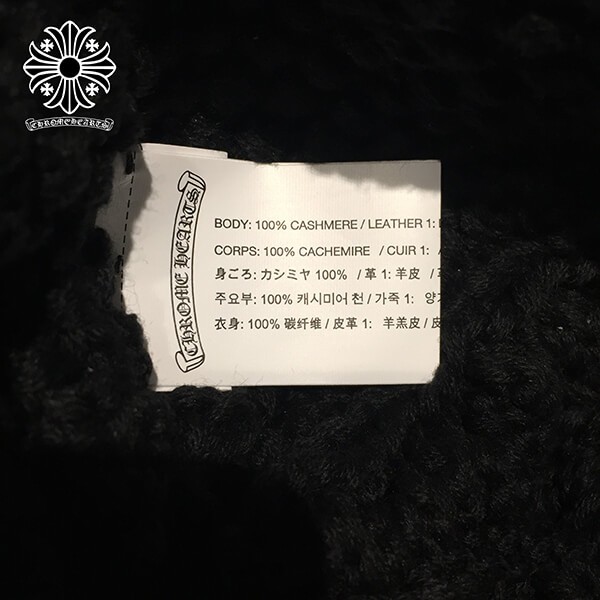 CHROME HEARTS
CHROME HEARTS
BODY: 100% CASHMERE / LEATHER 1:
CORPS: 100% CACHEMIRE / CUIR 1:
身ごろ: カシミヤ 100% / 革 1: 羊皮 /
주요부: 100% 캐시미어 천 / 가죽 1:
衣身: 100% 碳纤维 / 皮革 1: 羊羔皮 /